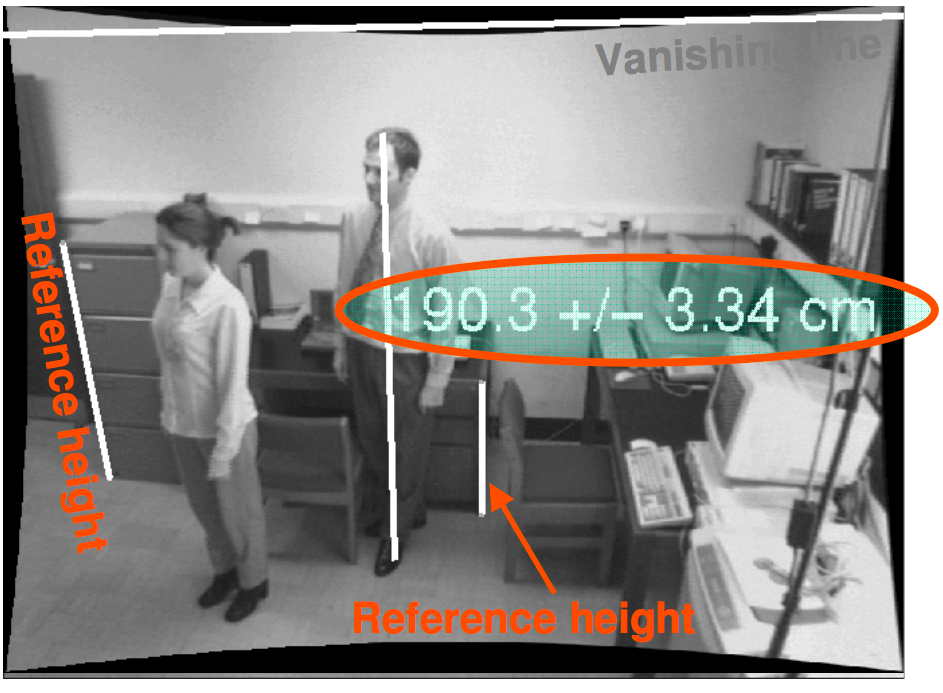 Vanishing line
Reference height
190.3 +/- 3.34 cm
Reference height